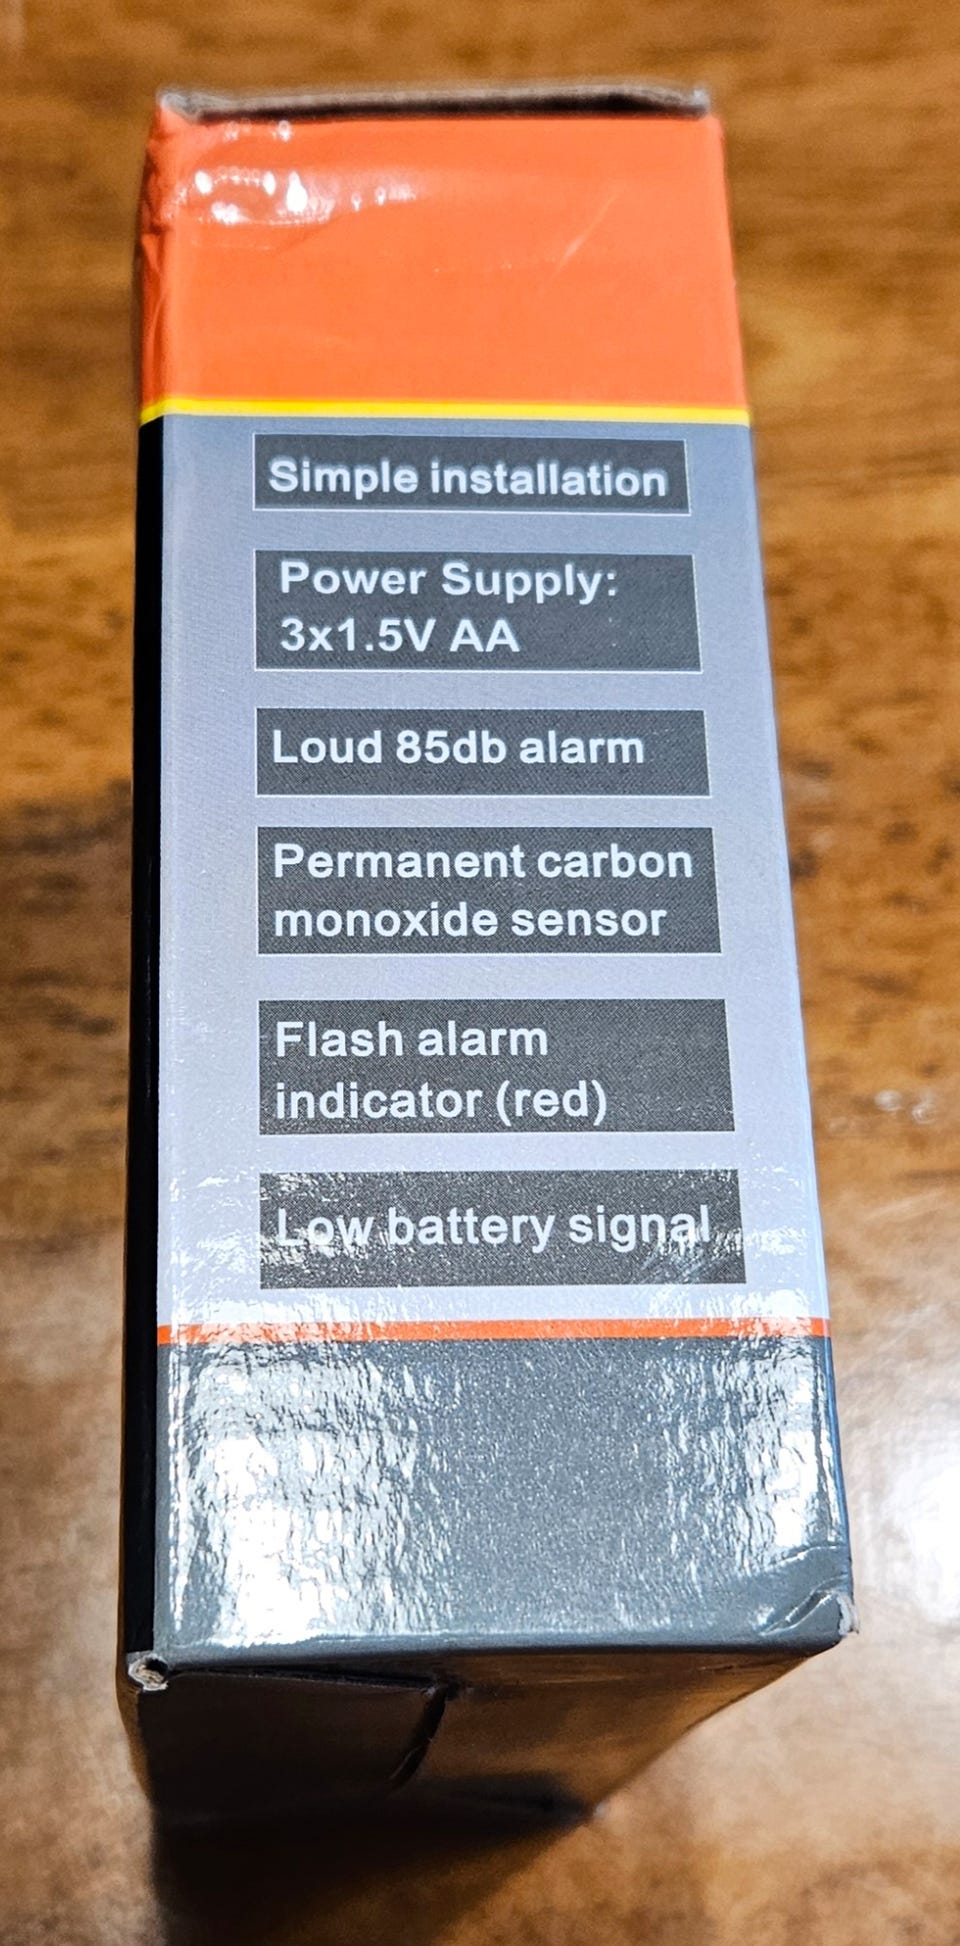 Simple installation
Power Supply:
3x1.5V AA
Loud 85db alarm
Permanent carbon
monoxide sensor
Flash alarm
indicator (red)
Low battery signal